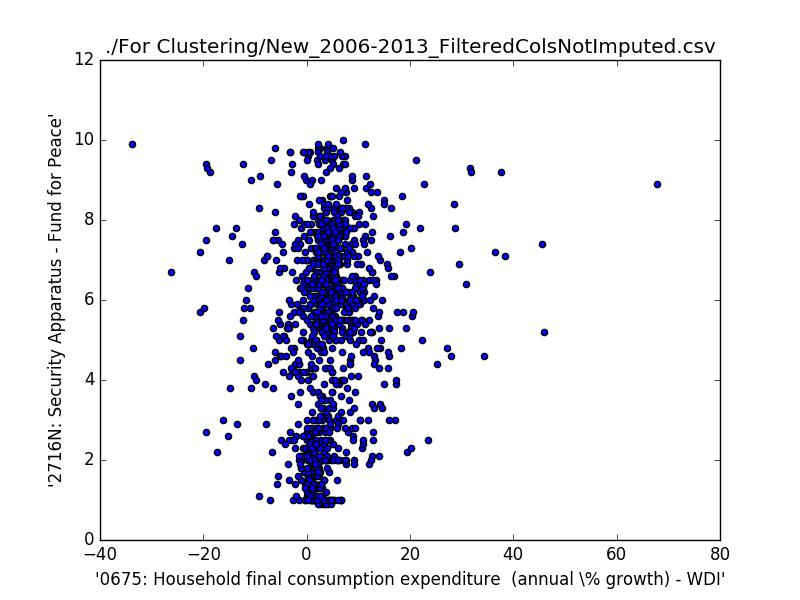 ./For Clustering/New_2006-2013_FilteredColsNotImputed.csv
12
10
8
6
4
2
0
'2716N: Security Apparatus - Fund for Peace'
−40 −20 0 20 40 60 80
'0675: Household final consumption expenditure  (annual \% growth) - WDI'